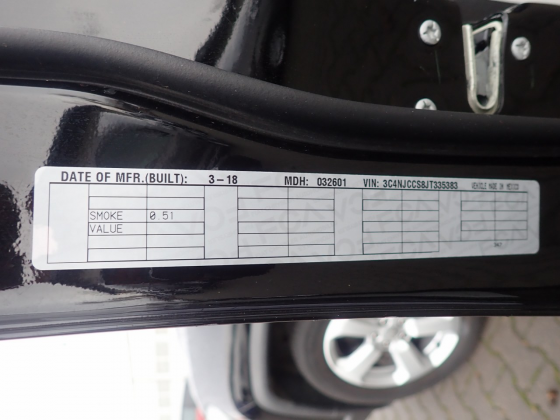 DATE OF MFR.(BUILT): 3-18 MDH: 032601 VIN: 3C4NJCCS8JT335383 VEHICLE MADE IN MEXICO
SMOKE 0.51
VALUE